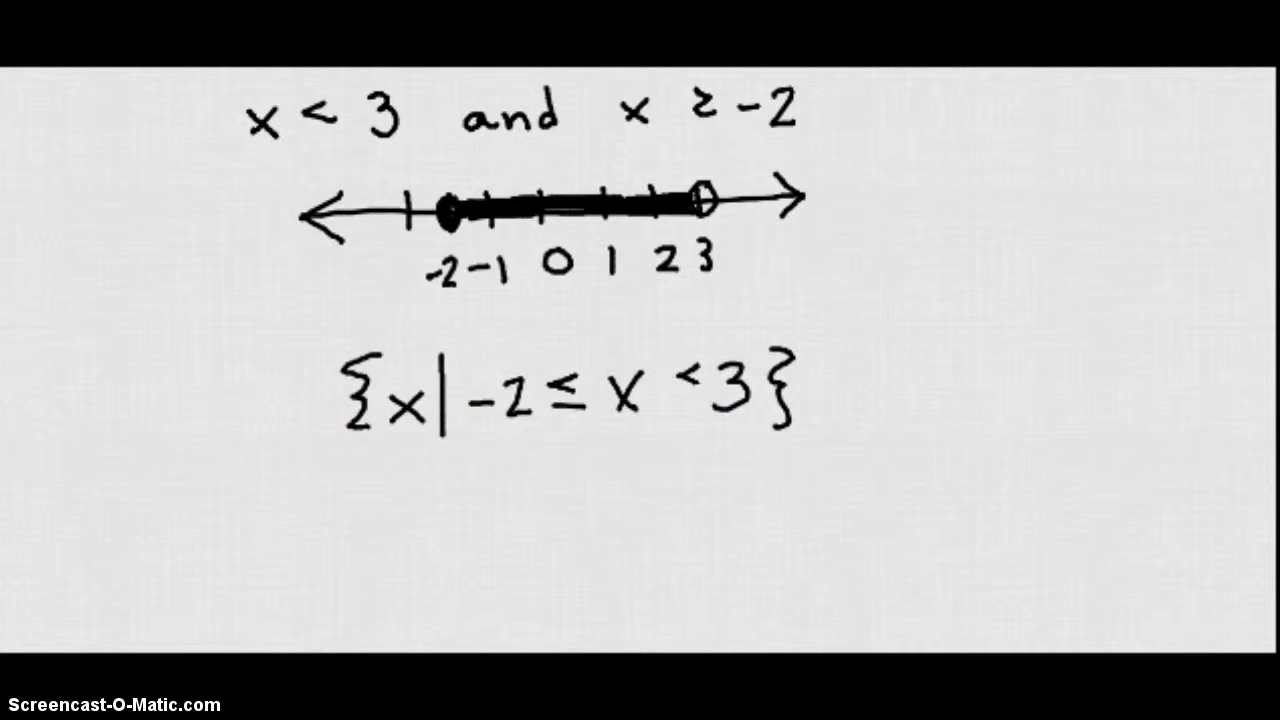 x < 3 and x ≥ -2
-2 -1 0 1 2 3
{x| -2 ≤ x < 3}
Screencast-O-Matic.com